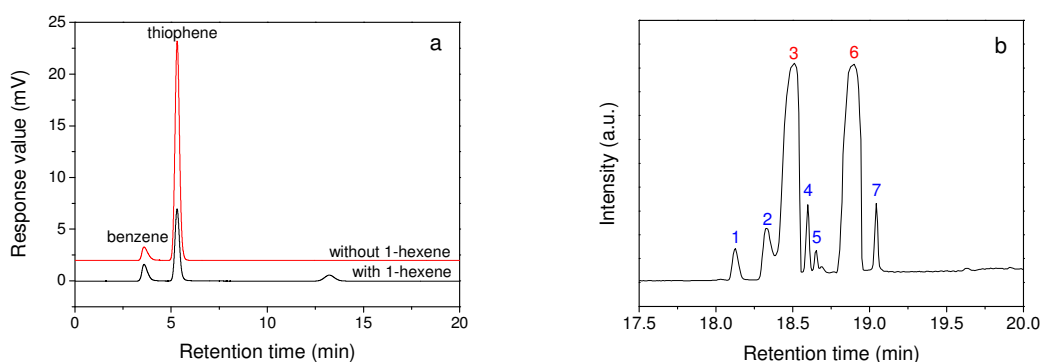 a
25
20
15
10
5
0
Response value (mV)
thiophene
benzene
without 1-hexene
with 1-hexene
0 5 10 15 20
Retention time (min)
b
Intensity (a.u.)
1 2 3 4 5 6 7
17.5 18.0 18.5 19.0 19.5 20.0
Retention time (min)